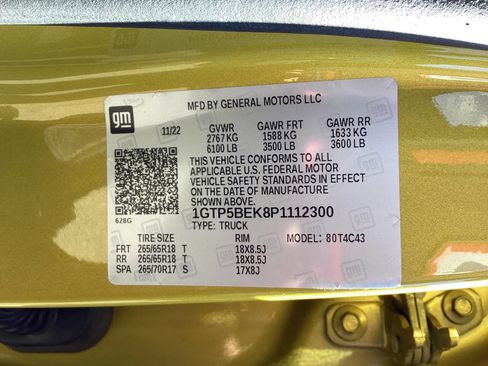 gm
MFD BY GENERAL MOTORS LLC
11/22 GVWR GAWR FRT GAWR RR
2767 KG 1588 KG 1633 KG
6100 LB 3500 LB 3600 LB
THIS VEHICLE CONFORMS TO ALL
APPLICABLE U.S. FEDERAL MOTOR
VEHICLE SAFETY STANDARDS IN EFFECT
ON THE DATE OF MANUFACTURE
SHOWN ABOVE.
628G
1GTP5BEK8P1112300
TYPE: TRUCK
TIRE SIZE RIM MODEL: 80T4C43
FRT 265/65R18 T 18X8.5J
RR 265/65R18 T 18X8.5J
SPA 265/70R17 S 17X8J